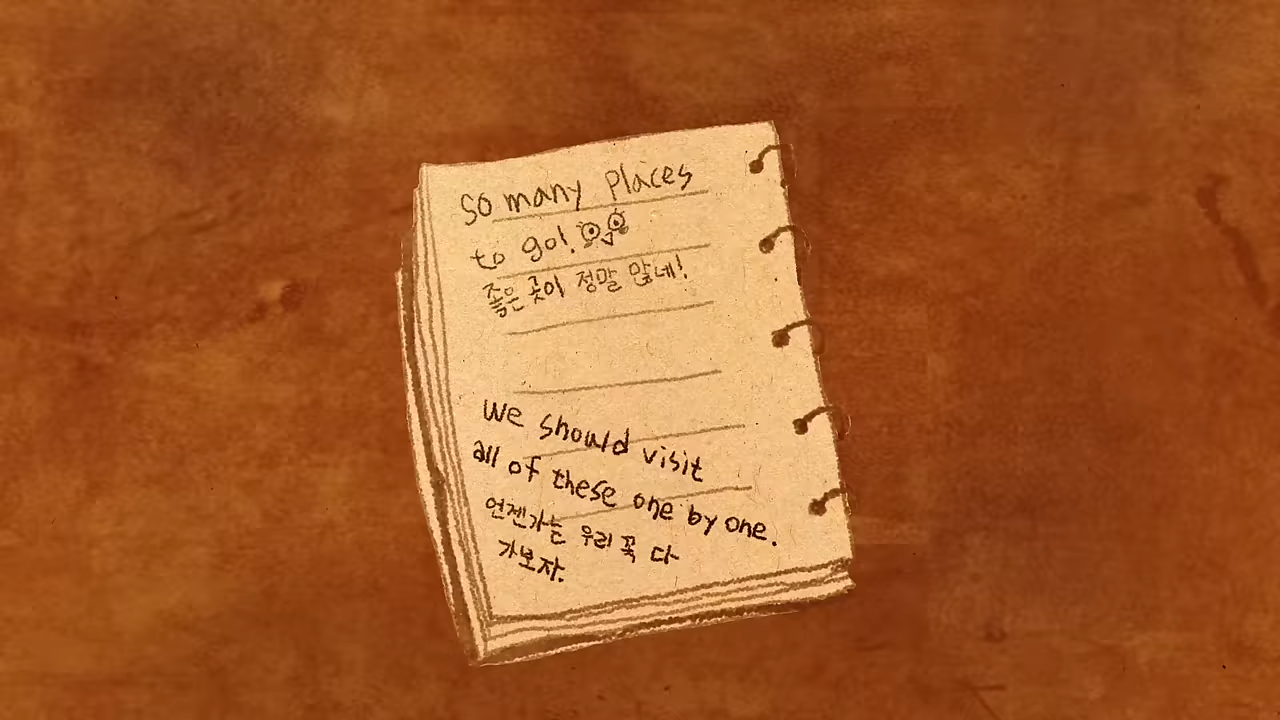 so many places
to go!
좋은 곳이 정말 많네!
we should visit
all of these one by one.
언젠가는 우리 꼭 다
가보자.